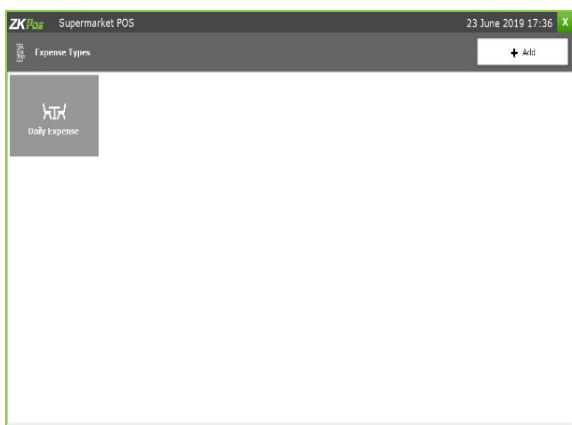 ZKPos Supermarket POS 23 June 2019 17:36 X
Expense Types + Add
Daily Expense